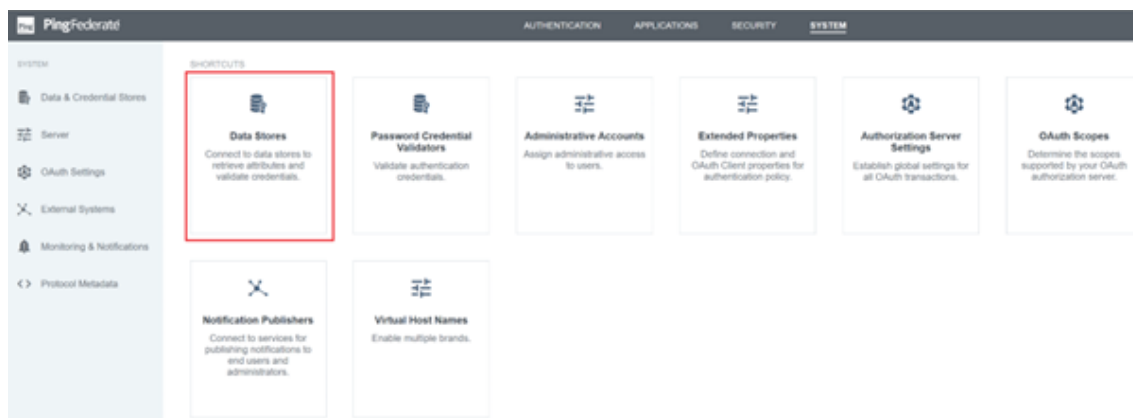 Ping PingFederate
AUTHENTICATION APPLICATIONS SECURITY SYSTEM
SYSTEM
Data & Credential Stores
Server
OAuth Settings
External Systems
Monitoring & Notifications
Protocol Metadata
SHORTCUTS
Data Stores
Connect to data stores to
retrieve attributes and
validate credentials.
Password Credential
Validators
Validate authentication
credentials.
Administrative Accounts
Assign administrative access
to users.
Extended Properties
Define connection and
OAuth Client properties for
authentication policy.
Authorization Server
Settings
Establish global settings for
all OAuth transactions.
OAuth Scopes
Determine the scopes
supported by your OAuth
authorization server.
Notification Publishers
Connect to services for
publishing notifications to
end users and
administrators.
Virtual Host Names
Enable multiple brands.